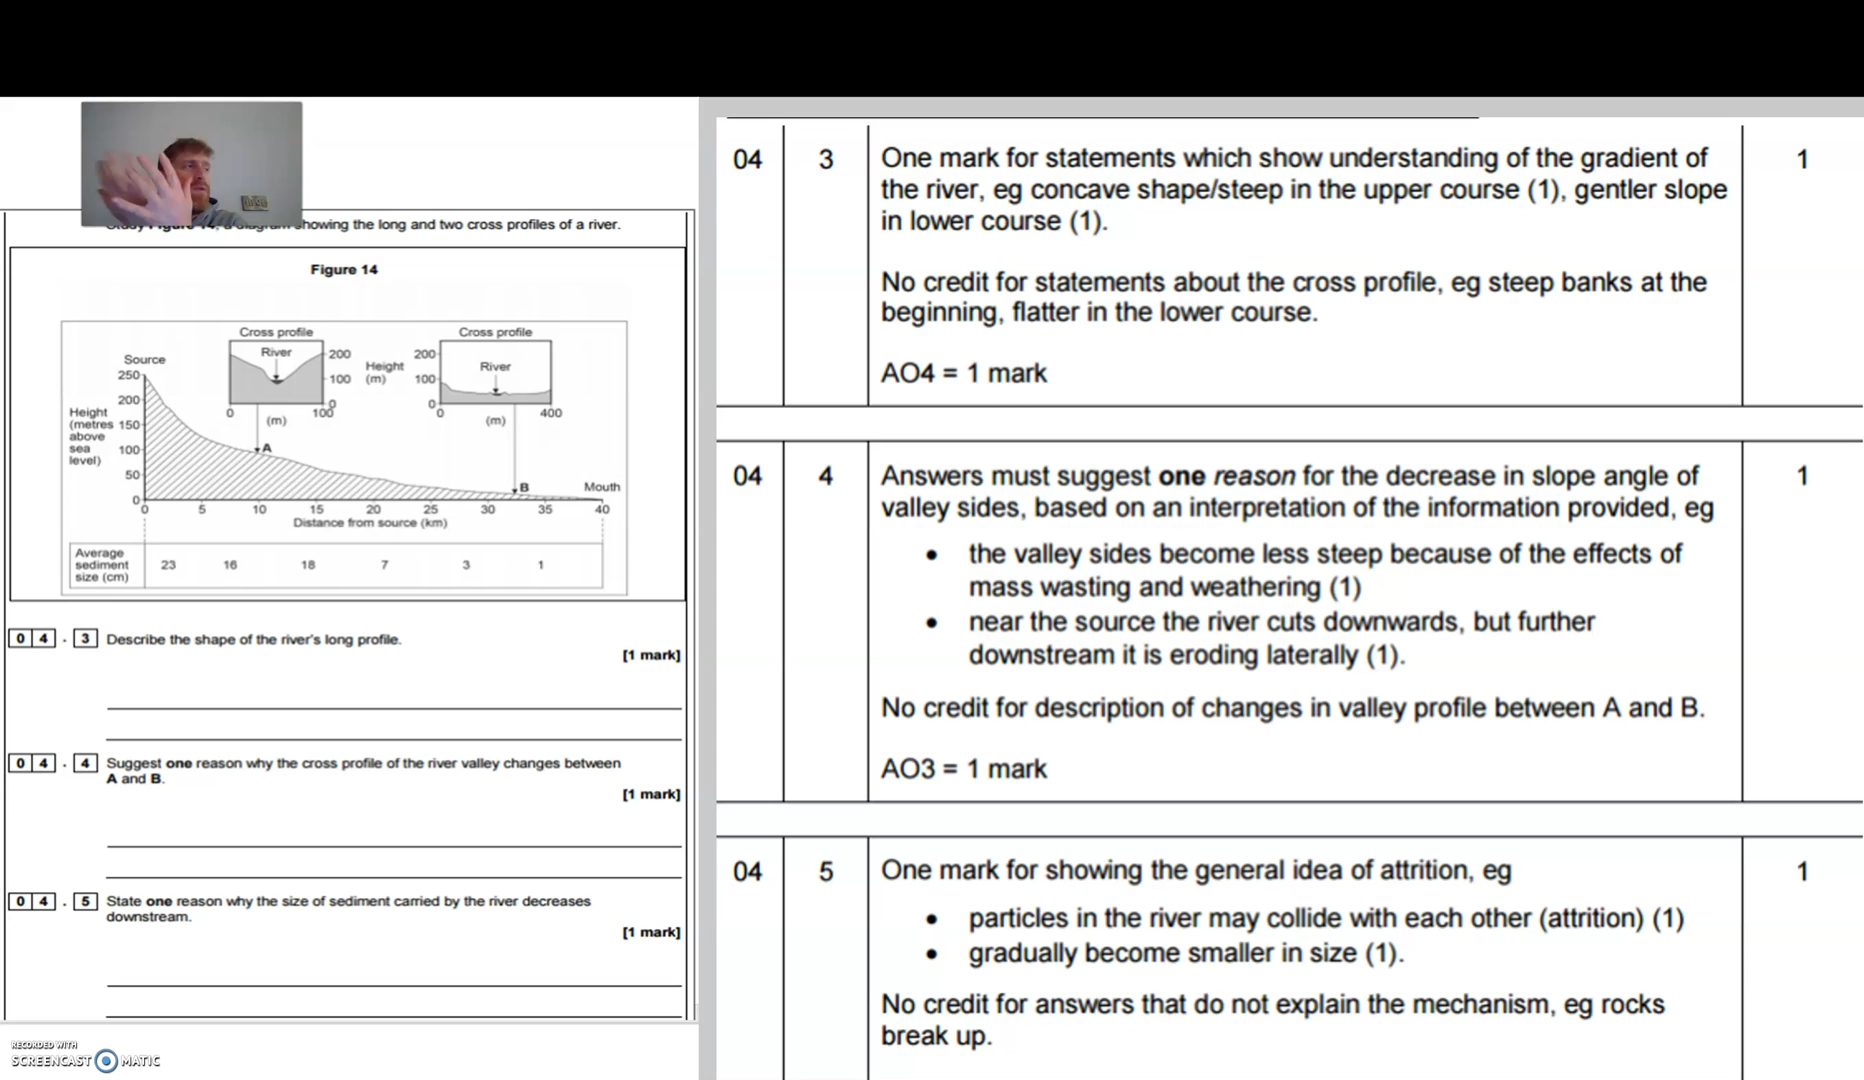 Study Figure 14, a diagram showing the long and two cross profiles of a river.
Figure 14
Cross profile
Cross profile
River
200
100
0
Height
(m)
200
100
0
River
0
(m)
100
0
(m)
400
Source
250
200
150
100
50
0
Height
(metres
above
sea
level)
A
B
Mouth
0 5 10 15 20 25 30 35 40
Distance from source (km)
Average
sediment
size (cm)
23 16 18 7 3 1
0 4 . 3 Describe the shape of the river's long profile.
[1 mark]
0 4 . 4 Suggest one reason why the cross profile of the river valley changes between
A and B.
[1 mark]
0 4 . 5 State one reason why the size of sediment carried by the river decreases
downstream.
[1 mark]
RECORDED WITH
SCREENCAST MATIC
04 3 One mark for statements which show understanding of the gradient of 1
the river, eg concave shape/steep in the upper course (1), gentler slope
in lower course (1).
No credit for statements about the cross profile, eg steep banks at the
beginning, flatter in the lower course.
AO4 = 1 mark
04 4 Answers must suggest one reason for the decrease in slope angle of 1
valley sides, based on an interpretation of the information provided, eg
• the valley sides become less steep because of the effects of
mass wasting and weathering (1)
• near the source the river cuts downwards, but further
downstream it is eroding laterally (1).
No credit for description of changes in valley profile between A and B.
AO3 = 1 mark
04 5 One mark for showing the general idea of attrition, eg 1
• particles in the river may collide with each other (attrition) (1)
• gradually become smaller in size (1).
No credit for answers that do not explain the mechanism, eg rocks
break up.